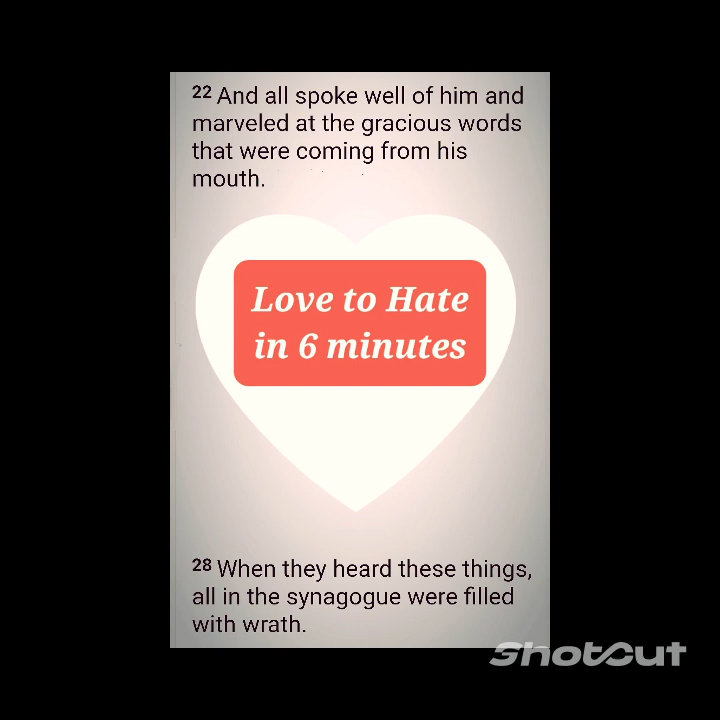 22 And all spoke well of him and
marveled at the gracious words
that were coming from his
mouth.
Love to Hate
in 6 minutes
28 When they heard these things,
all in the synagogue were filled
with wrath.
ShotCut